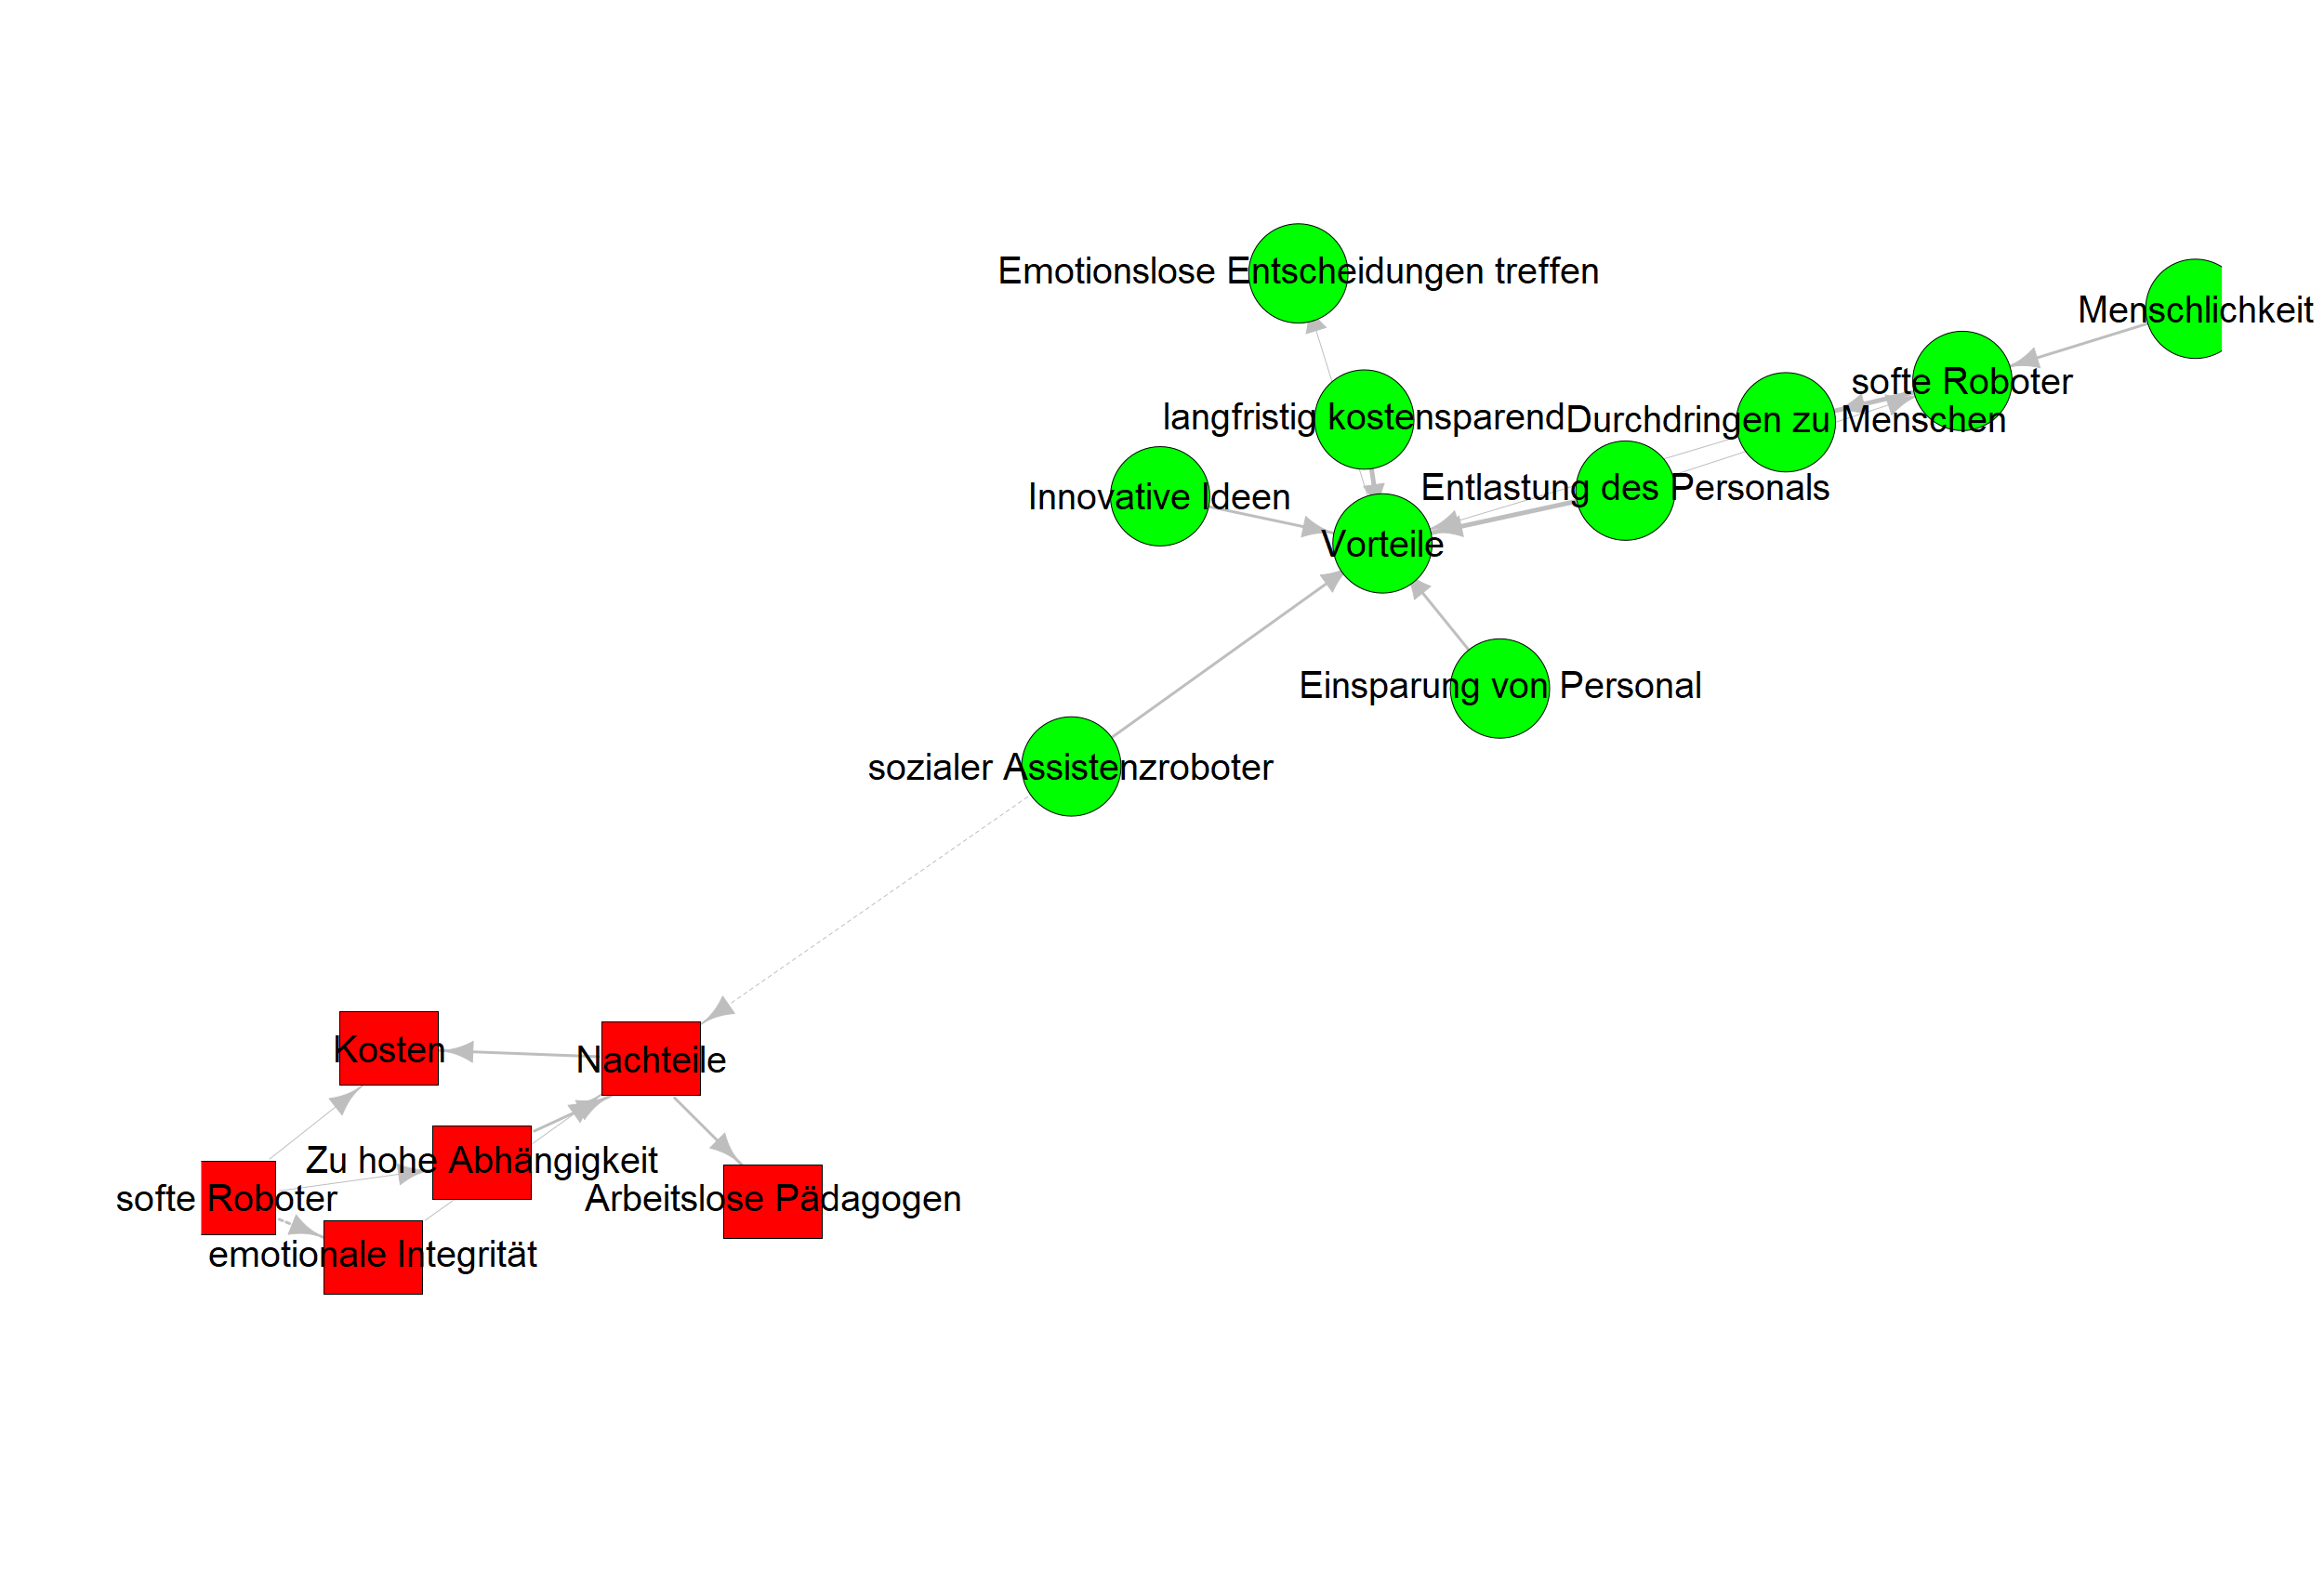 Emotionslose Entscheidungen treffen
Menschlichkeit
softe Roboter
langfristig kostensparend
Durchdringen zu Menschen
Innovative Ideen
Entlastung des Personals
Vorteile
Einsparung von Personal
sozialer Assistenzroboter
Kosten
Nachteile
Zu hohe Abhängigkeit
softe Roboter
Arbeitslose Pädagogen
emotionale Integrität